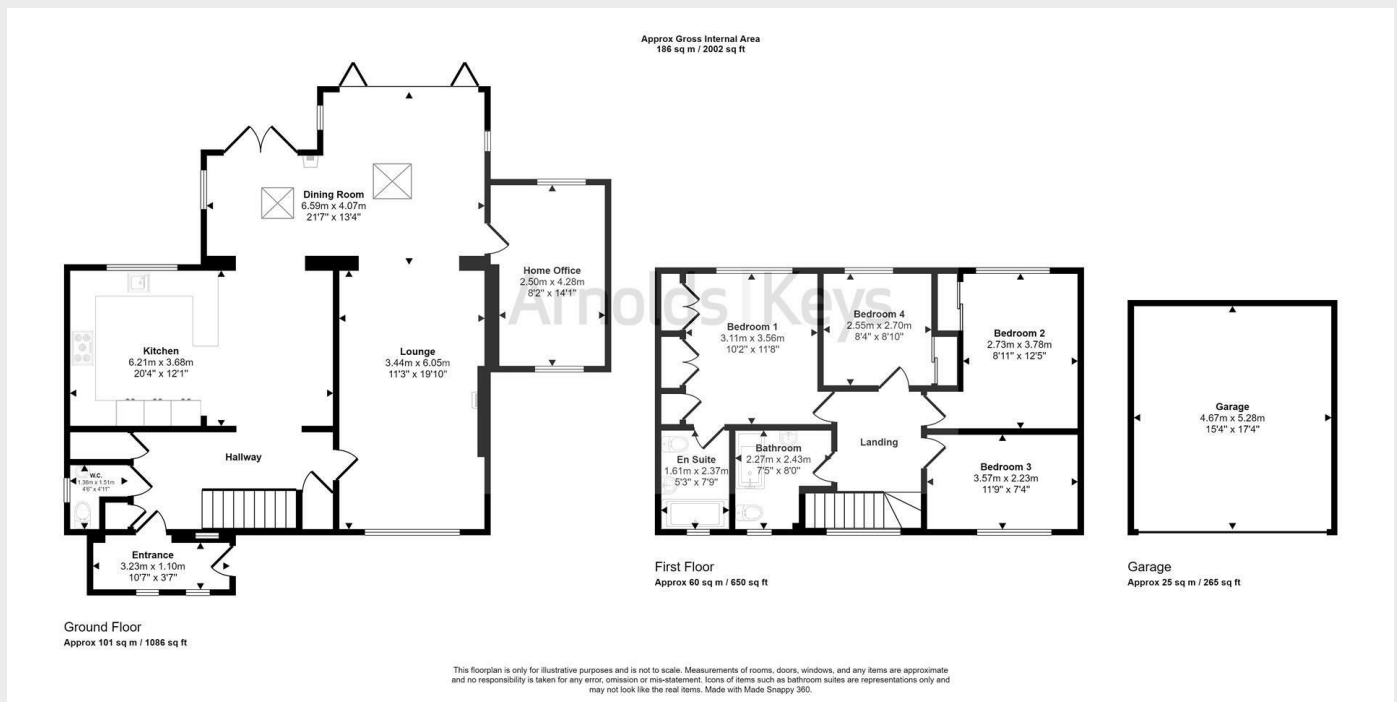 Approx Gross Internal Area
186 sq m / 2002 sq ft
Dining Room
6.59m x 4.07m
21'7" x 13'4"
Home Office
2.50m x 4.28m
8'2" x 14'1"
Kitchen
6.21m x 3.68m
20'4" x 12'1"
Lounge
3.44m x 6.05m
11'3" x 19'10"
Hallway
W.C.
1.36m x 1.51m
4'6" x 4'11"
Entrance
3.23m x 1.10m
10'7" x 3'7"
Ground Floor
Approx 101 sq m / 1086 sq ft
Arnolds | Keys
Bedroom 1
3.11m x 3.56m
10'2" x 11'8"
Bedroom 4
2.55m x 2.70m
8'4" x 8'10"
Bedroom 2
2.73m x 3.78m
8'11" x 12'5"
En Suite
1.61m x 2.37m
5'3" x 7'9"
Bathroom
2.27m x 2.43m
7'5" x 8'0"
Landing
Bedroom 3
3.57m x 2.23m
11'9" x 7'4"
First Floor
Approx 60 sq m / 650 sq ft
Garage
4.67m x 5.28m
15'4" x 17'4"
Garage
Approx 25 sq m / 265 sq ft
This floorplan is only for illustrative purposes and is not to scale. Measurements of rooms, doors, windows, and any items are approximate
and no responsibility is taken for any error, omission or mis-statement. Icons of items such as bathroom suites are representations only and
may not look like the real items. Made with Made Snappy 360.